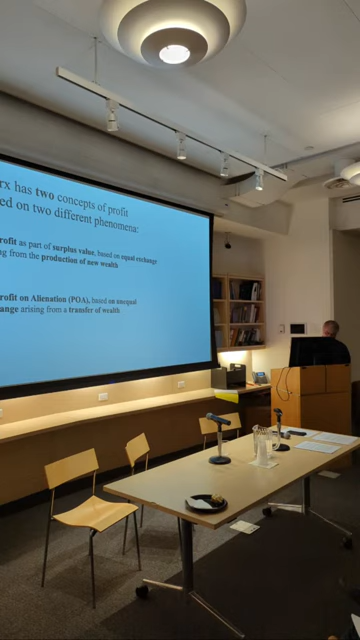 rx has two concepts of profit
ed on two different phenomena:
rofit as part of surplus value, based on equal exchange
ng from the production of new wealth
rofit on Alienation (POA), based on unequal
ange arising from a transfer of wealth